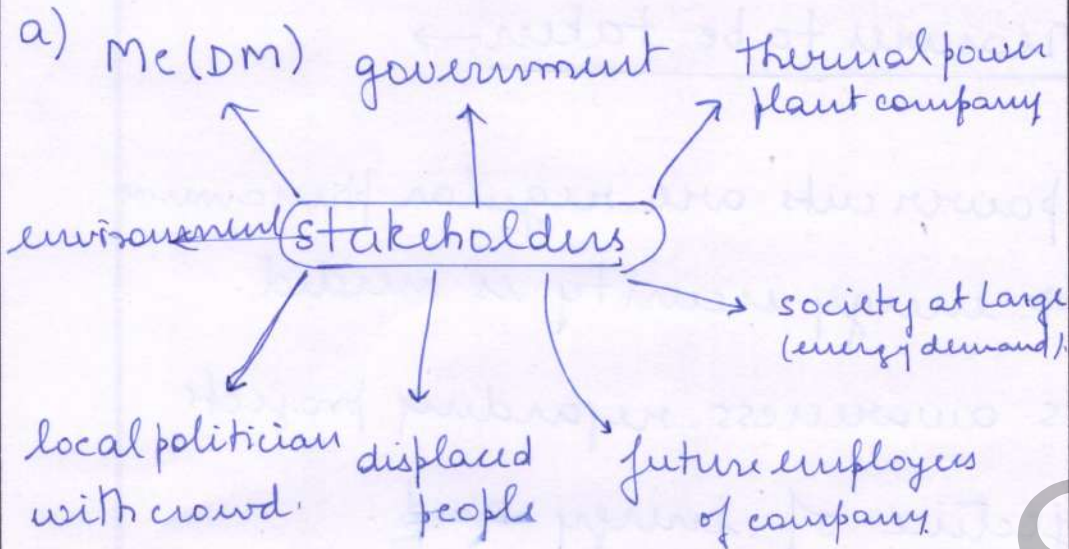 a) Me (DM) government thermal power
plant company
environment stakeholders
society at large
(energy demand).
local politician displaced future employees
with crowd. people of company.